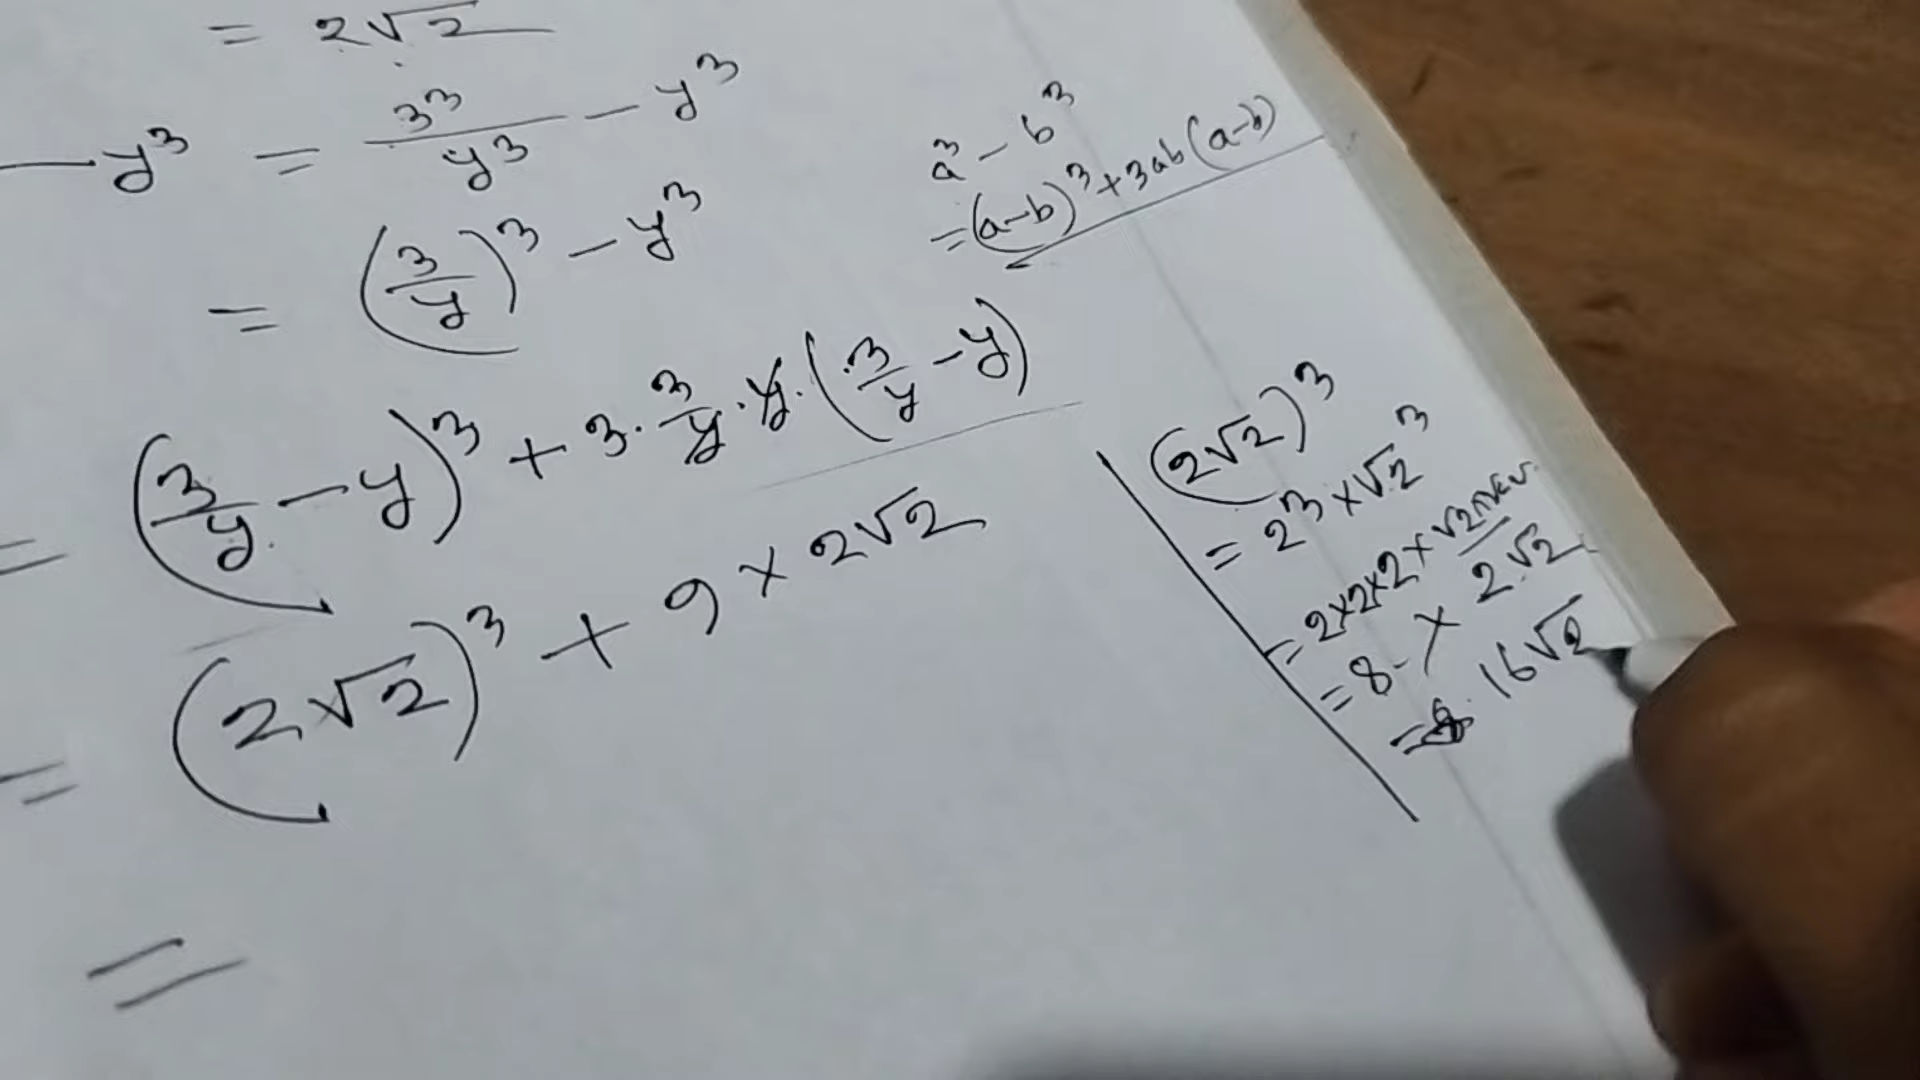 = 2√2
— y³ = 3³/y³ — y³
= (3/y)³ — y³
= (3/y — y)³ + 3. 3/y . y. (3/y — y)
= (2√2)³ + 9 × 2√2
=
a³ — b³
= (a-b)³ + 3ab(a-b)
(2√2)³
= 2³ × √2³
= 2×2×2 × √2
= 8 × 2√2
= 16√2